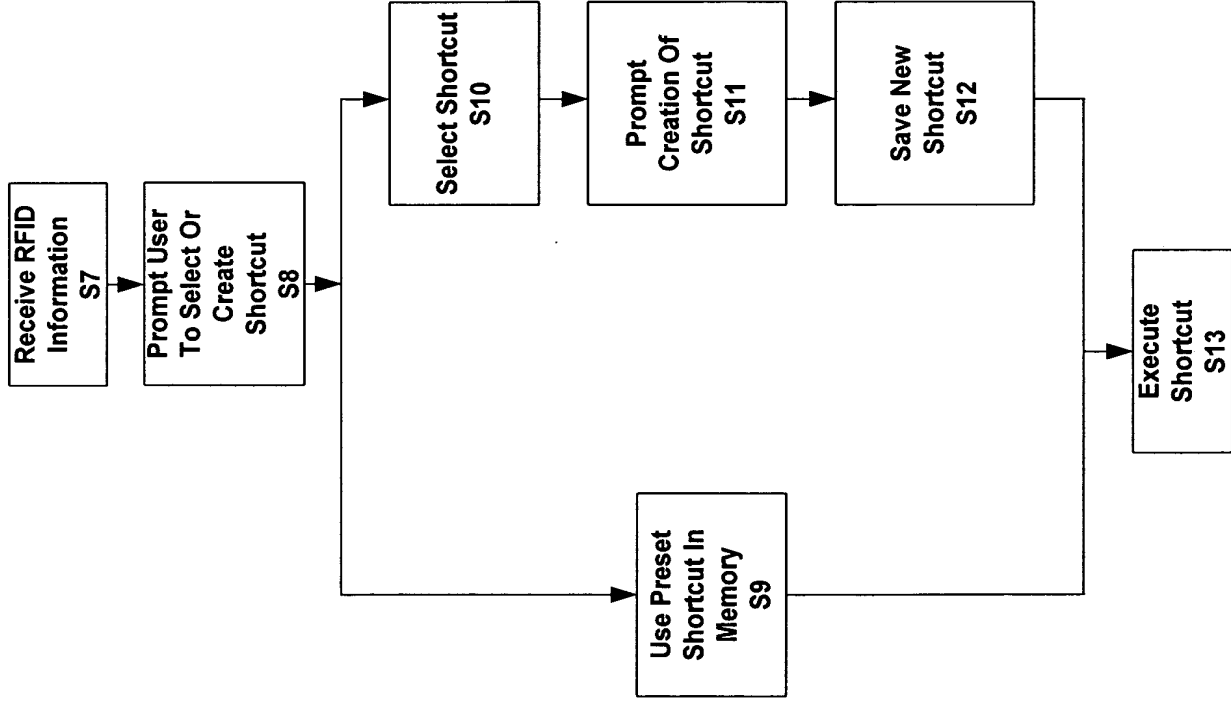 Receive RFID
Information
S7
Prompt User
To Select Or
Create
Shortcut
S8
Use Preset
Shortcut In
Memory
S9
Select Shortcut
S10
Prompt
Creation Of
Shortcut
S11
Save New
Shortcut
S12
Execute
Shortcut
S13